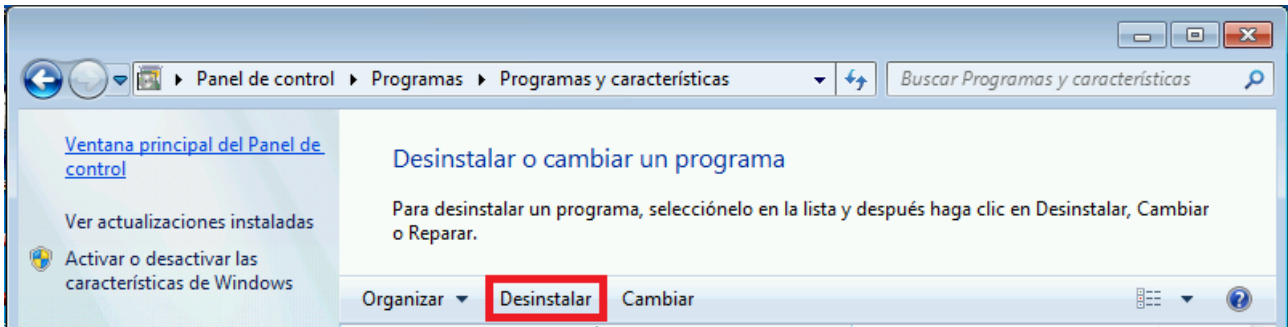 Panel de control Programas Programas y características
Buscar Programas y características
Ventana principal del Panel de
control
Ver actualizaciones instaladas
Activar o desactivar las
características de Windows
Desinstalar o cambiar un programa
Para desinstalar un programa, selecciónelo en la lista y después haga clic en Desinstalar, Cambiar
o Reparar.
Organizar Desinstalar Cambiar